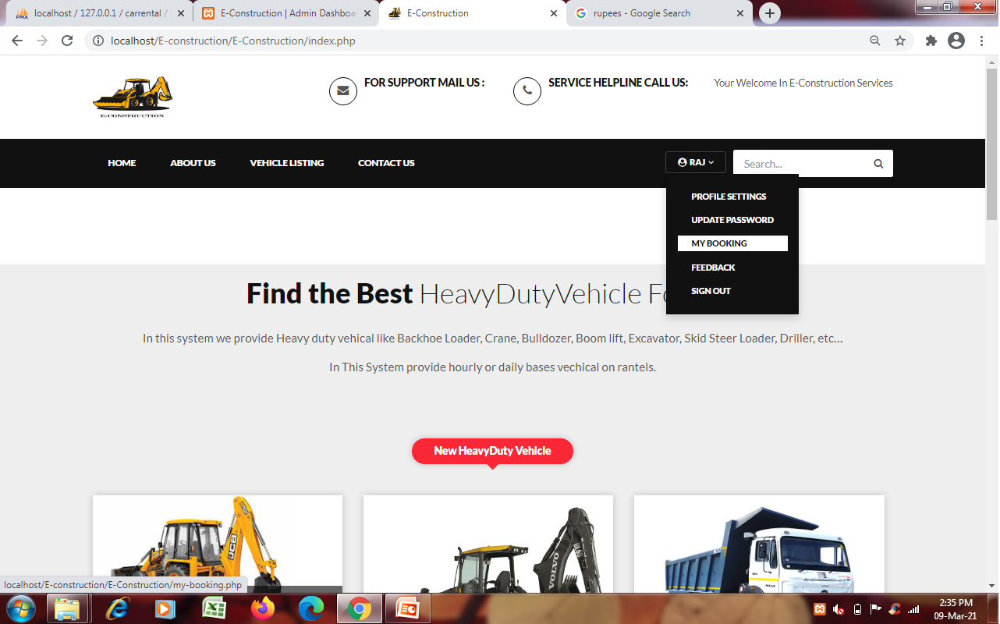 localhost / 127.0.0.1 / carrental /
E-Construction | Admin Dashboa
E-Construction
rupees - Google Search
localhost/E-construction/E-Construction/index.php
E-CONSTRUCTION
FOR SUPPORT MAIL US :
SERVICE HELPLINE CALL US:
Your Welcome In E-Construction Services
HOME
ABOUT US
VEHICLE LISTING
CONTACT US
RAJ
Search...
PROFILE SETTINGS
UPDATE PASSWORD
MY BOOKING
FEEDBACK
SIGN OUT
Find the Best HeavyDutyVehicle Fo
In this system we provide Heavy duty vehical like Backhoe Loader, Crane, Bulldozer, Boom lift, Excavator, Skid Steer Loader, Driller, etc...
In This System provide hourly or daily bases vechical on rantels.
New HeavyDuty Vehicle
JCB
VOLVO
localhost/E-construction/E-Construction/my-booking.php
2:35 PM
09-Mar-21